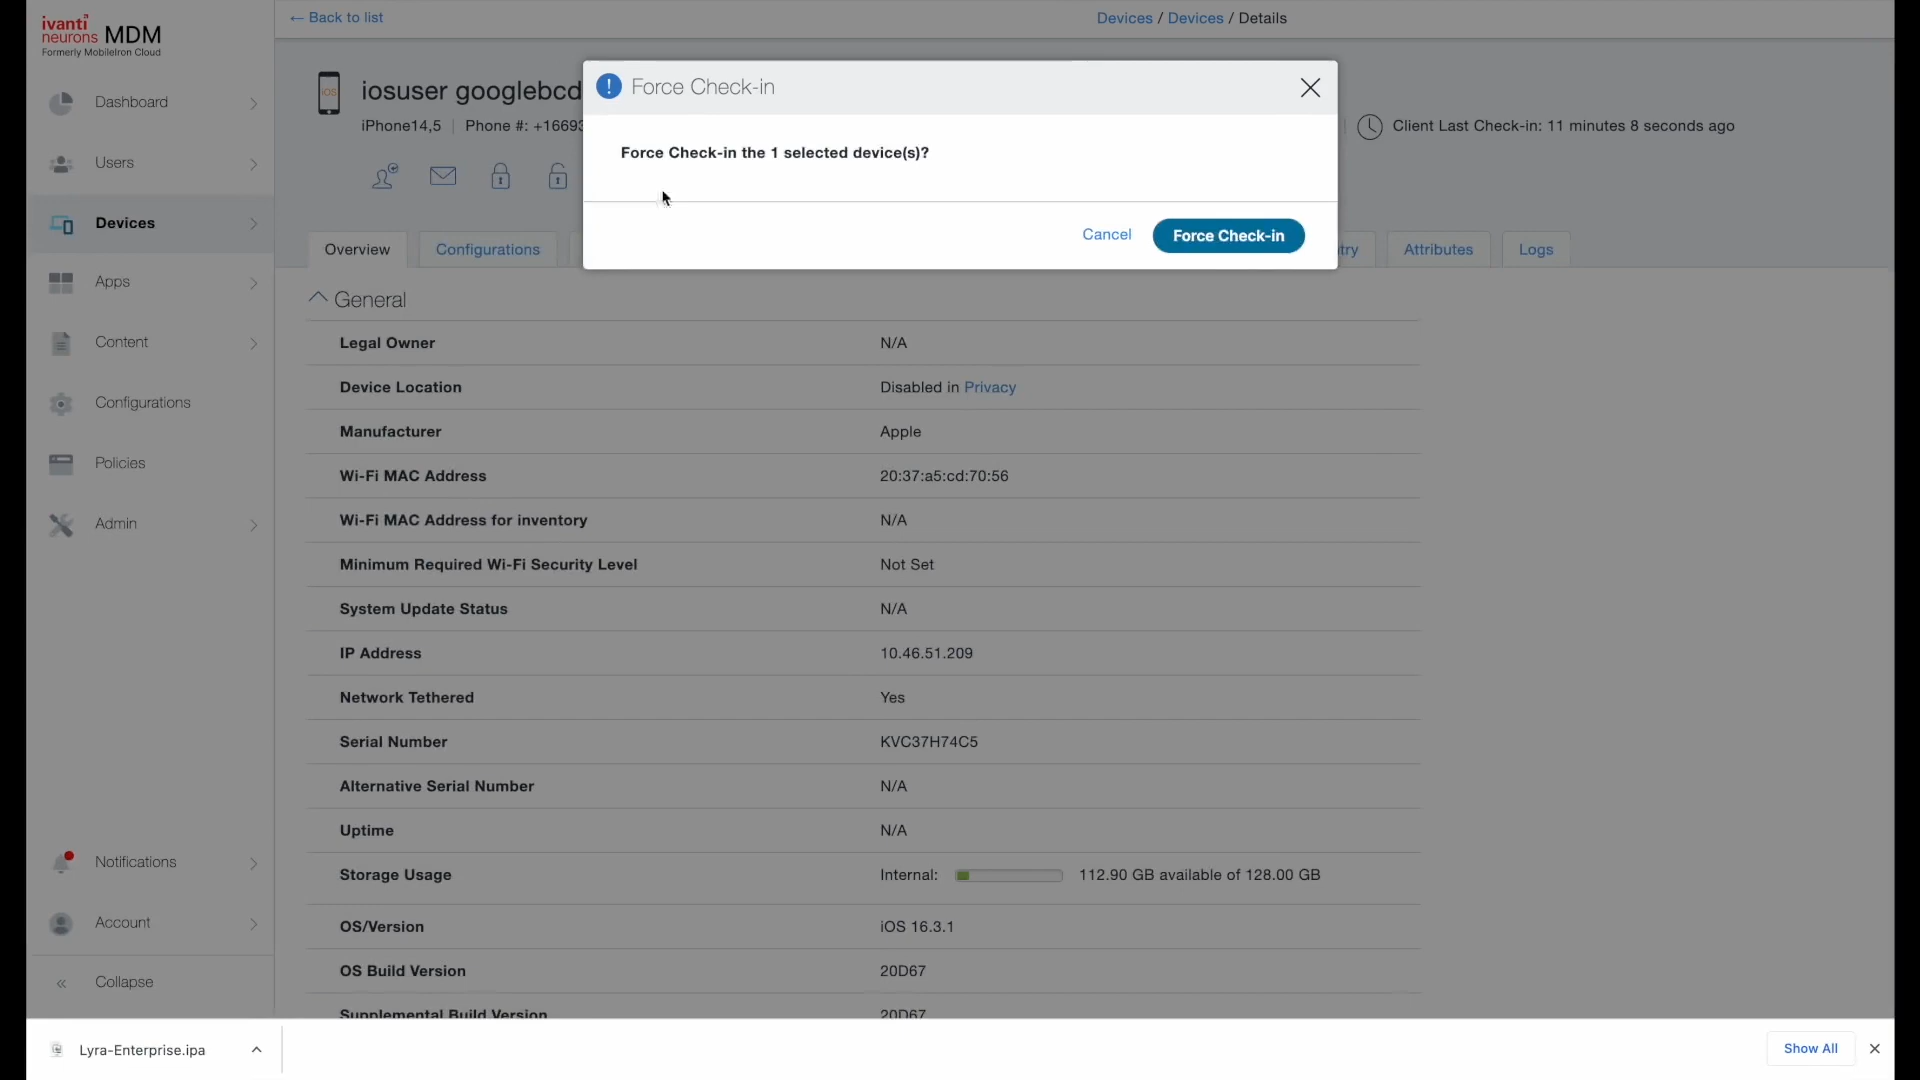 ivanti
neurons MDM
Formerly MobileIron Cloud
← Back to list
Devices / Devices / Details
Dashboard
Users
Devices
Apps
Content
Configurations
Policies
Admin
Notifications
Account
« Collapse
iOS
iosuser googlebcd
iPhone14,5 | Phone #: +16693
Client Last Check-in: 11 minutes 8 seconds ago
! Force Check-in
Force Check-in the 1 selected device(s)?
Cancel
Force Check-in
Overview
Configurations
Attributes
Logs
General
Legal Owner N/A
Device Location Disabled in Privacy
Manufacturer Apple
Wi-Fi MAC Address 20:37:a5:cd:70:56
Wi-Fi MAC Address for inventory N/A
Minimum Required Wi-Fi Security Level Not Set
System Update Status N/A
IP Address 10.46.51.209
Network Tethered Yes
Serial Number KVC37H74C5
Alternative Serial Number N/A
Uptime N/A
Storage Usage Internal: 112.90 GB available of 128.00 GB
OS/Version iOS 16.3.1
OS Build Version 20D67
Supplemental Build Version 20D67
Lyra-Enterprise.ipa
Show All